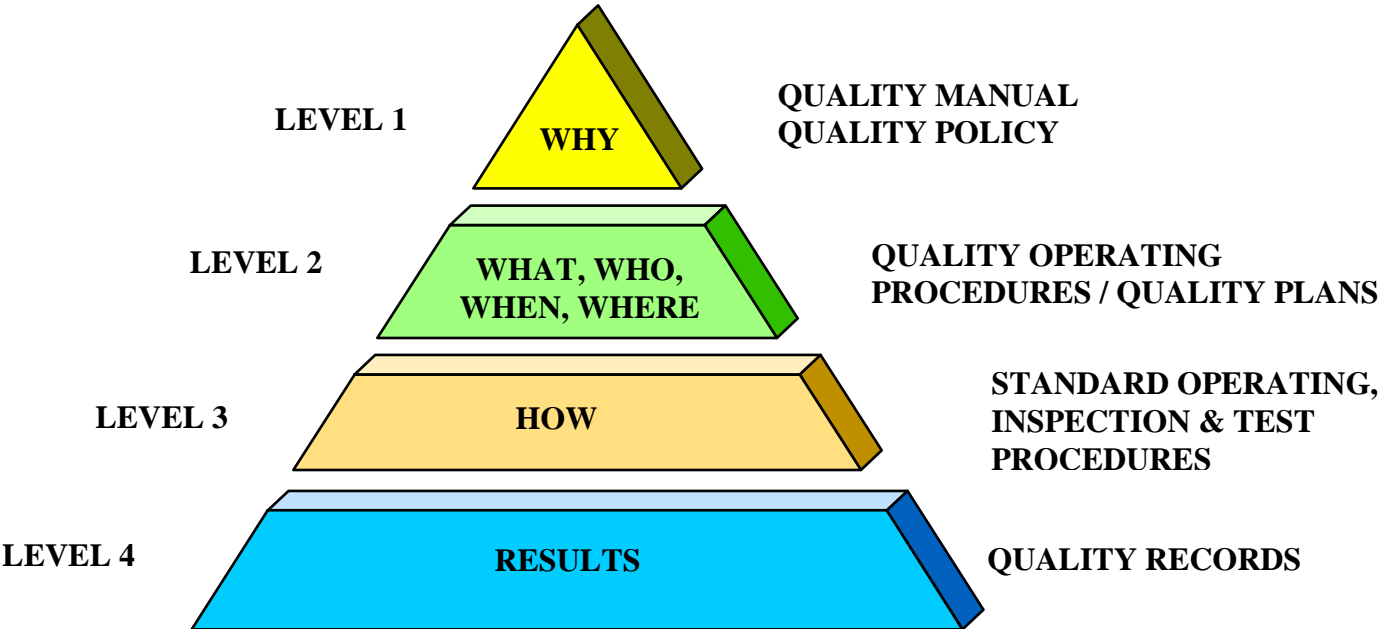 LEVEL 1
WHY
QUALITY MANUAL
QUALITY POLICY
LEVEL 2
WHAT, WHO,
WHEN, WHERE
QUALITY OPERATING
PROCEDURES / QUALITY PLANS
LEVEL 3
HOW
STANDARD OPERATING,
INSPECTION & TEST
PROCEDURES
LEVEL 4
RESULTS
QUALITY RECORDS